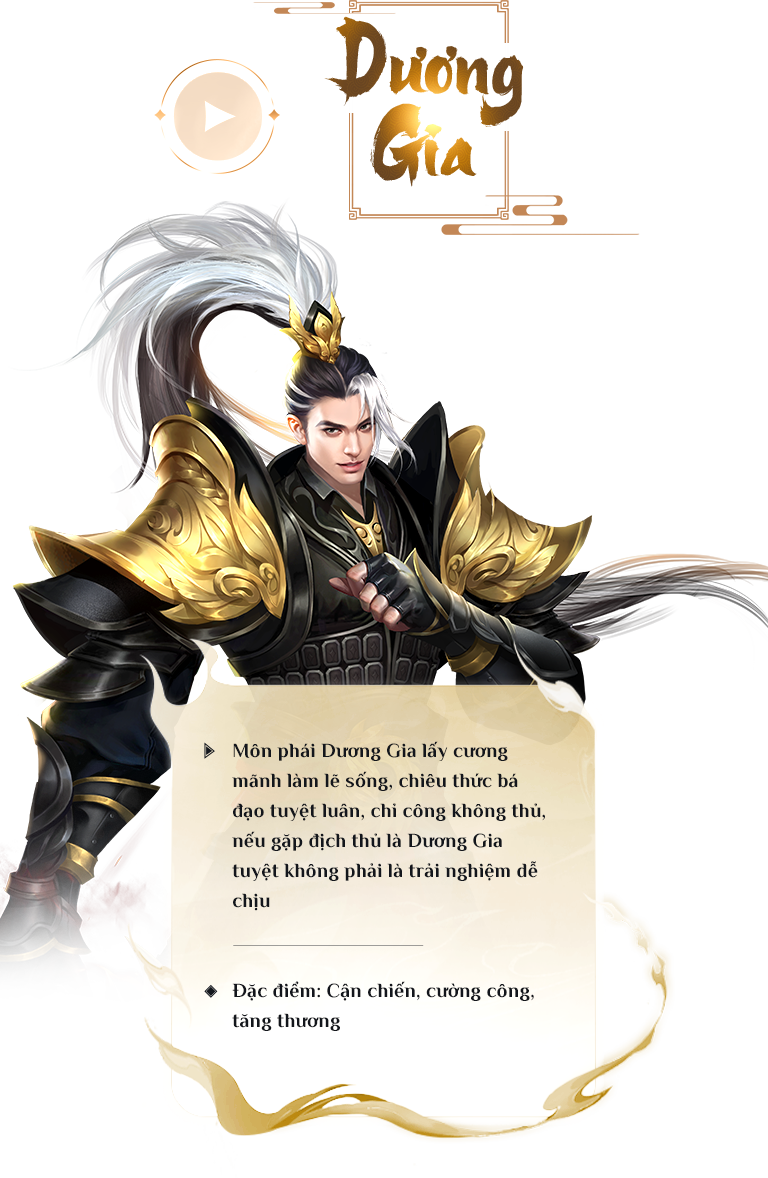 Dương
Gia
Môn phái Dương Gia lấy cương
mãnh làm lẽ sống, chiêu thức bá
đạo tuyệt luân, chỉ công không thủ,
nếu gặp địch thủ là Dương Gia
tuyệt không phải là trải nghiệm dễ
chịu
Đặc điểm: Cận chiến, cường công,
tăng thương